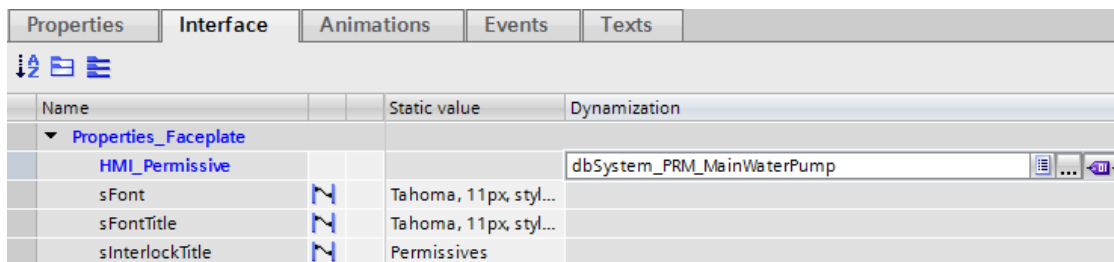 Properties Interface Animations Events Texts
Name Static value Dynamization
Properties_Faceplate
HMI_Permissive dbSystem_PRM_MainWaterPump ...
sFont Tahoma, 11px, styl...
sFontTitle Tahoma, 11px, styl...
sInterlockTitle Permissives